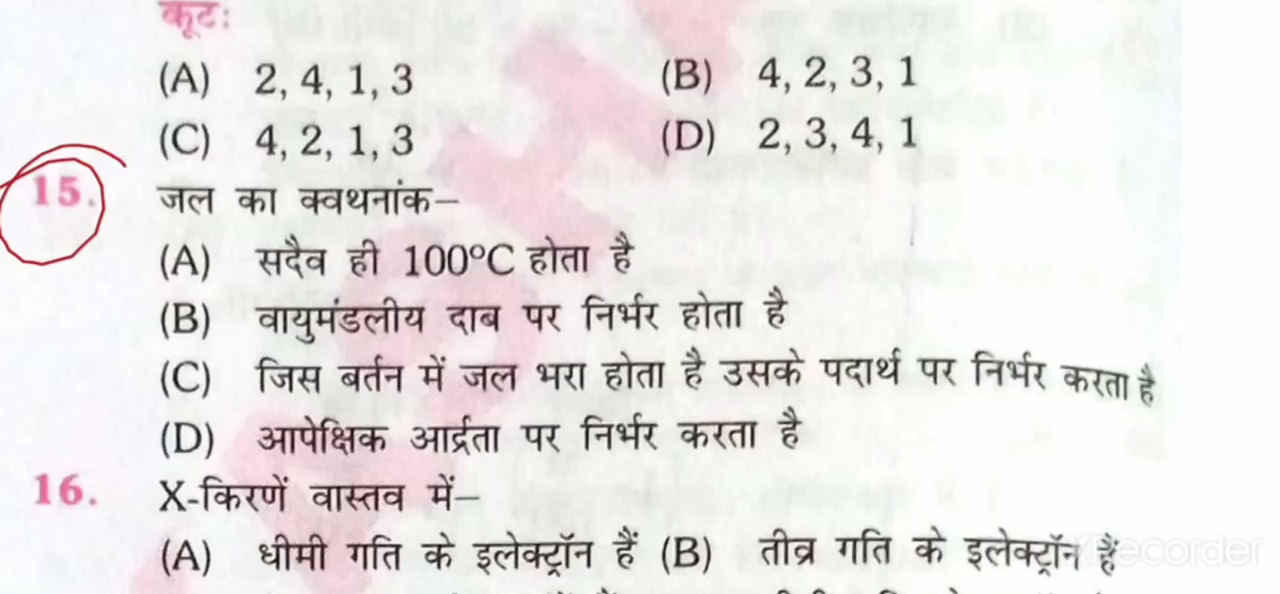 कूटः
(A) 2, 4, 1, 3 (B) 4, 2, 3, 1
(C) 4, 2, 1, 3 (D) 2, 3, 4, 1
15. जल का क्वथनांक–
(A) सदैव ही 100°C होता है
(B) वायुमंडलीय दाब पर निर्भर होता है
(C) जिस बर्तन में जल भरा होता है उसके पदार्थ पर निर्भर करता है
(D) आपेक्षिक आर्द्रता पर निर्भर करता है
16. X-किरणें वास्तव में–
(A) धीमी गति के इलेक्ट्रॉन हैं (B) तीव्र गति के इलेक्ट्रॉन हैं